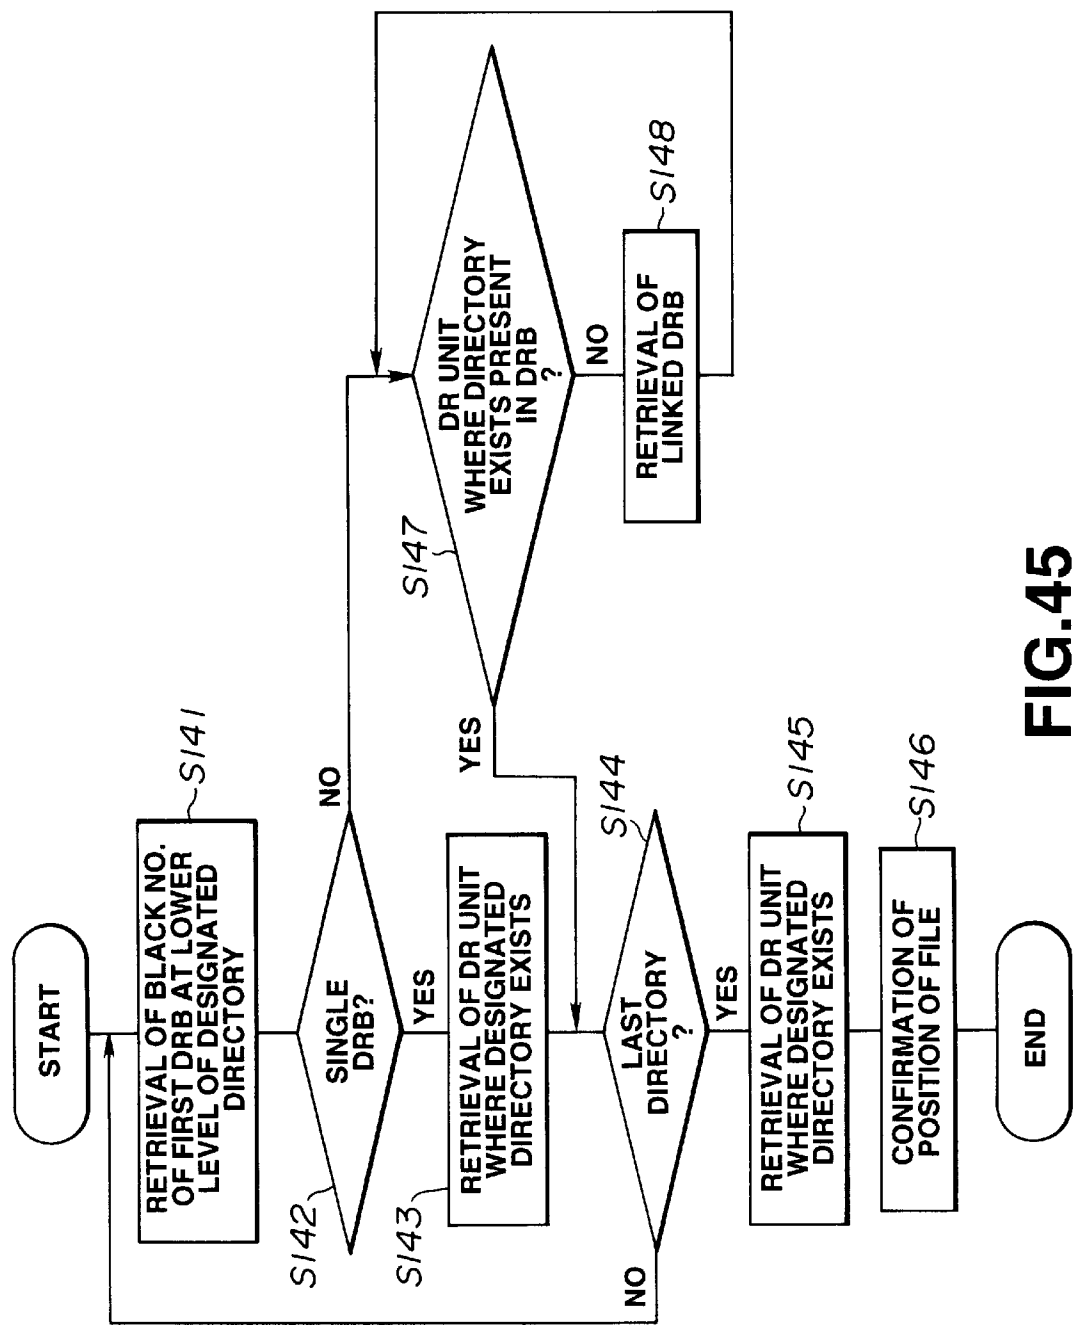 START
RETRIEVAL OF BLACK NO.
OF FIRST DRB AT LOWER
LEVEL OF DESIGNATED
DIRECTORY
S141
SINGLE
DRB?
S142
NO
YES
RETRIEVAL OF DR UNIT
WHERE DESIGNATED
DIRECTORY EXISTS
S143
LAST
DIRECTORY
?
S144
NO
YES
RETRIEVAL OF DR UNIT
WHERE DESIGNATED
DIRECTORY EXISTS
S145
CONFIRMATION OF
POSITION OF FILE
S146
END
DR UNIT
WHERE DIRECTORY
EXISTS PRESENT
IN DRB
?
S147
YES
NO
RETRIEVAL OF
LINKED DRB
S148
FIG.45